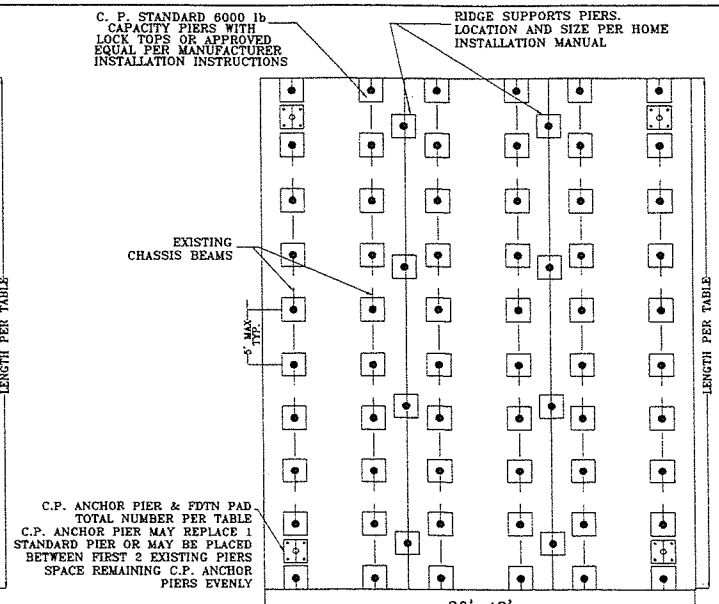 C. P. STANDARD 6000 lb
CAPACITY PIERS WITH
LOCK TOPS OR APPROVED
EQUAL PER MANUFACTURER
INSTALLATION INSTRUCTIONS
RIDGE SUPPORTS PIERS.
LOCATION AND SIZE PER HOME
INSTALLATION MANUAL
EXISTING
CHASSIS BEAMS
LENGTH PER TABLE
LENGTH PER TABLE
MAX
TYP.
C.P. ANCHOR PIER & FDTN PAD
TOTAL NUMBER PER TABLE
C.P. ANCHOR PIER MAY REPLACE 1
STANDARD PIER OR MAY BE PLACED
BETWEEN FIRST 2 EXISTING PIERS
SPACE REMAINING C.P. ANCHOR
PIERS EVENLY